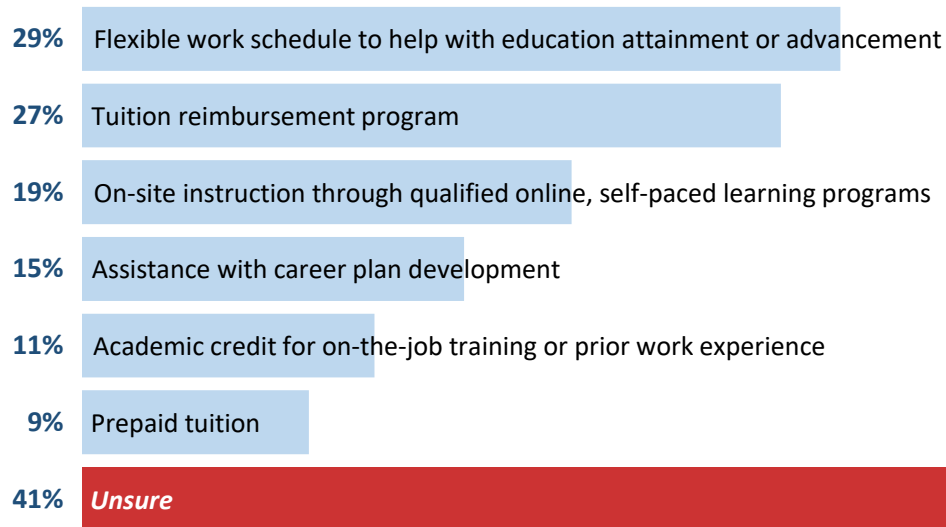 29% Flexible work schedule to help with education attainment or advancement
27% Tuition reimbursement program
19% On-site instruction through qualified online, self-paced learning programs
15% Assistance with career plan development
11% Academic credit for on-the-job training or prior work experience
9% Prepaid tuition
41% Unsure